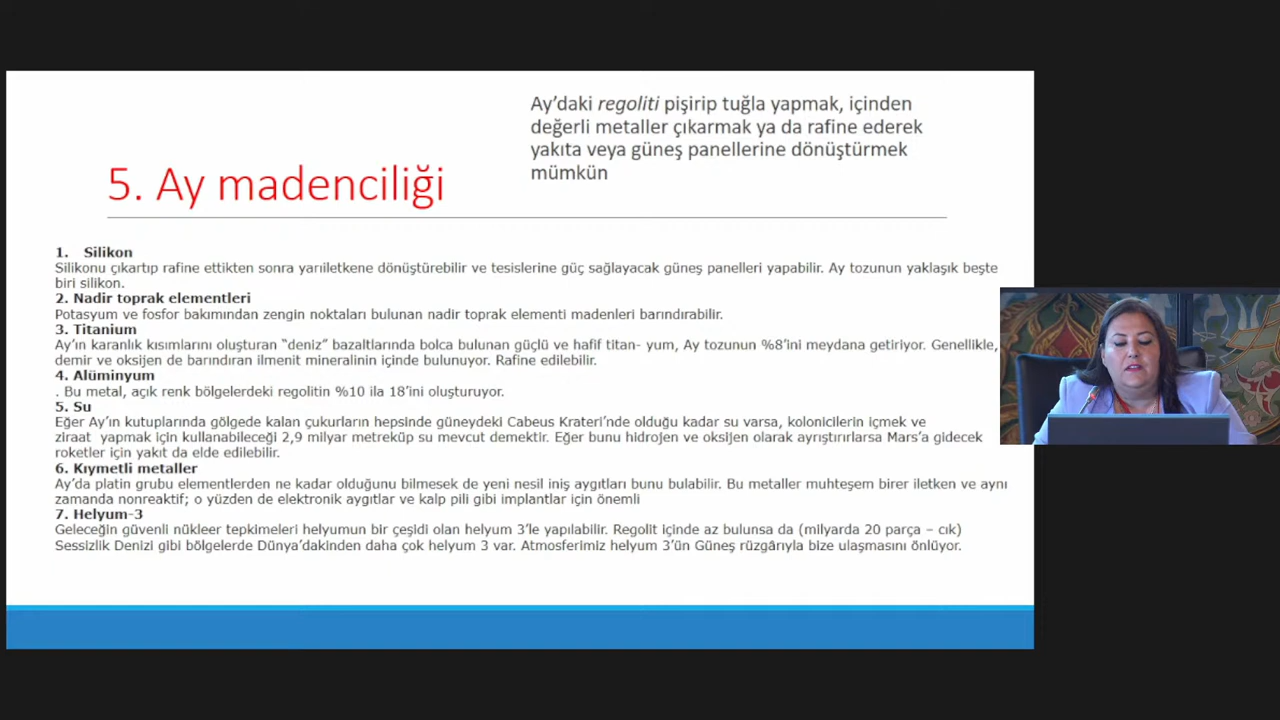 Ay’daki regoliti pişirip tuğla yapmak, içinden
değerli metaller çıkarmak ya da rafine ederek
yakıta veya güneş panellerine dönüştürmek
mümkün
5. Ay madenciliği
1. Silikon
Silikonu çıkartıp rafine ettikten sonra yarıiletkene dönüştürebilir ve tesislerine güç sağlayacak güneş panelleri yapabilir. Ay tozunun yaklaşık beşte
biri silikon.
2. Nadir toprak elementleri
Potasyum ve fosfor bakımından zengin noktaları bulunan nadir toprak elementi madenleri barındırabilir.
3. Titanium
Ay’ın karanlık kısımlarını oluşturan “deniz” bazaltlarında bolca bulunan güçlü ve hafif titan- yum, Ay tozunun %8’ini meydana getiriyor. Genellikle,
demir ve oksijen de barındıran ilmenit mineralinin içinde bulunuyor. Rafine edilebilir.
4. Alüminyum
. Bu metal, açık renk bölgelerdeki regolitin %10 ila 18’ini oluşturuyor.
5. Su
Eğer Ay’ın kutuplarında gölgede kalan çukurların hepsinde güneydeki Cabeus Krateri’nde olduğu kadar su varsa, kolonicilerin içmek ve
ziraat yapmak için kullanabileceği 2,9 milyar metreküp su mevcut demektir. Eğer bunu hidrojen ve oksijen olarak ayrıştırırlarsa Mars’a gidecek
roketler için yakıt da elde edilebilir.
6. Kıymetli metaller
Ay’da platin grubu elementlerden ne kadar olduğunu bilmesek de yeni nesil iniş aygıtları bunu bulabilir. Bu metaller muhteşem birer iletken ve aynı
zamanda nonreaktif; o yüzden de elektronik aygıtlar ve kalp pili gibi implantlar için önemli
7. Helyum-3
Geleceğin güvenli nükleer tepkimeleri helyumun bir çeşidi olan helyum 3’le yapılabilir. Regolit içinde az bulunsa da (milyarda 20 parça – cık)
Sessizlik Denizi gibi bölgelerde Dünya’dakinden daha çok helyum 3 var. Atmosferimiz helyum 3’ün Güneş rüzgârıyla bize ulaşmasını önlüyor.